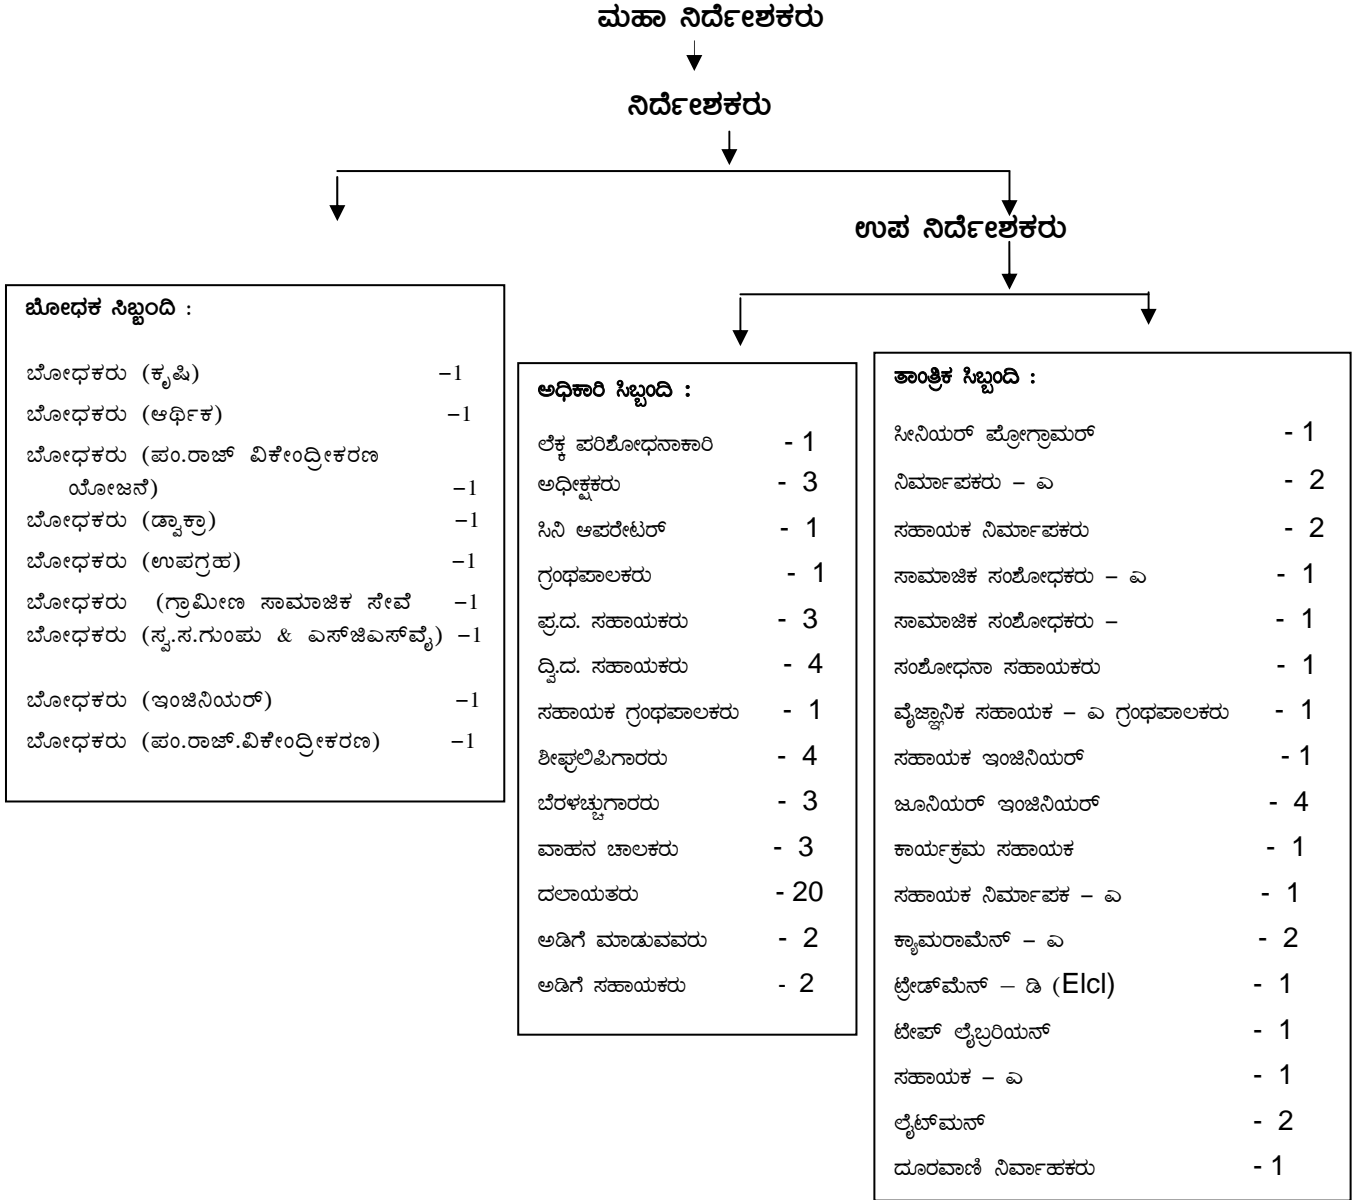 ಮಹಾ ನಿರ್ದೇಶಕರು
ನಿರ್ದೇಶಕರು
ಉಪ ನಿರ್ದೇಶಕರು
ಬೋಧಕ ಸಿಬ್ಬಂದಿ :
ಬೋಧಕರು (ಕೃಷಿ) –1
ಬೋಧಕರು (ಆರ್ಥಿಕ) –1
ಬೋಧಕರು (ಪಂ.ರಾಜ್ ವಿಕೇಂದ್ರೀಕರಣ
ಯೋಜನೆ) –1
ಬೋಧಕರು (ಡ್ವಾಕ್ರಾ) –1
ಬೋಧಕರು (ಉಪಗ್ರಹ) –1
ಬೋಧಕರು (ಗ್ರಾಮೀಣ ಸಾಮಾಜಿಕ ಸೇವೆ –1
ಬೋಧಕರು (ಸ್ವ.ಸ.ಗುಂಪು & ಎಸ್‌ಜಿಎಸ್‌ವೈ) –1
ಬೋಧಕರು (ಇಂಜಿನಿಯರ್) –1
ಬೋಧಕರು (ಪಂ.ರಾಜ್.ವಿಕೇಂದ್ರೀಕರಣ) –1
ಅಧಿಕಾರಿ ಸಿಬ್ಬಂದಿ :
ಲೆಕ್ಕ ಪರಿಶೋಧನಾಕಾರಿ - 1
ಅಧೀಕ್ಷಕರು - 3
ಸಿನಿ ಆಪರೇಟರ್ - 1
ಗ್ರಂಥಪಾಲಕರು - 1
ಪ್ರ.ದ. ಸಹಾಯಕರು - 3
ದ್ವಿ.ದ. ಸಹಾಯಕರು - 4
ಸಹಾಯಕ ಗ್ರಂಥಪಾಲಕರು - 1
ಶೀಘ್ರಲಿಪಿಗಾರರು - 4
ಬೆರಳಚ್ಚುಗಾರರು - 3
ವಾಹನ ಚಾಲಕರು - 3
ದಲಾಯತರು - 20
ಅಡಿಗೆ ಮಾಡುವವರು - 2
ಅಡಿಗೆ ಸಹಾಯಕರು - 2
ತಾಂತ್ರಿಕ ಸಿಬ್ಬಂದಿ :
ಸೀನಿಯರ್ ಪ್ರೋಗ್ರಾಮರ್ - 1
ನಿರ್ಮಾಪಕರು – ಎ - 2
ಸಹಾಯಕ ನಿರ್ಮಾಪಕರು - 2
ಸಾಮಾಜಿಕ ಸಂಶೋಧಕರು – ಎ - 1
ಸಾಮಾಜಿಕ ಸಂಶೋಧಕರು – - 1
ಸಂಶೋಧನಾ ಸಹಾಯಕರು - 1
ವೈಜ್ಞಾನಿಕ ಸಹಾಯಕ – ಎ ಗ್ರಂಥಪಾಲಕರು - 1
ಸಹಾಯಕ ಇಂಜಿನಿಯರ್ - 1
ಜೂನಿಯರ್ ಇಂಜಿನಿಯರ್ - 4
ಕಾರ್ಯಕ್ರಮ ಸಹಾಯಕ - 1
ಸಹಾಯಕ ನಿರ್ಮಾಪಕ – ಎ - 1
ಕ್ಯಾಮರಾಮೆನ್ – ಎ - 2
ಟ್ರೇಡ್‌ಮೆನ್ – ಡಿ (Elcl) - 1
ಟೇಪ್ ಲೈಬ್ರರಿಯನ್ - 1
ಸಹಾಯಕ – ಎ - 1
ಲೈಟ್‌ಮನ್ - 2
ದೂರವಾಣಿ ನಿರ್ವಾಹಕರು - 1